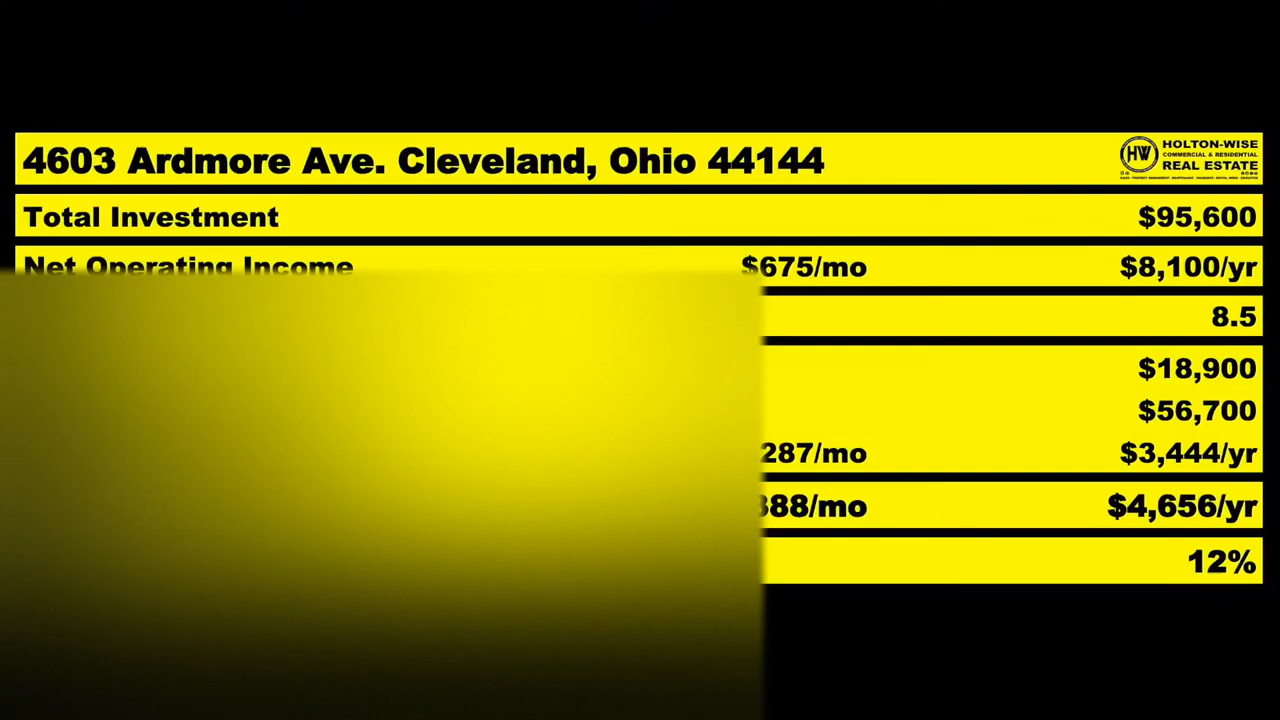 4603 Ardmore Ave. Cleveland, Ohio 44144
HW HOLTON-WISE
COMMERCIAL & RESIDENTIAL
REAL ESTATE
Total Investment $95,600
Net Operating Income $675/mo $8,100/yr
8.5
$18,900
$56,700
287/mo $3,444/yr
88/mo $4,656/yr
12%